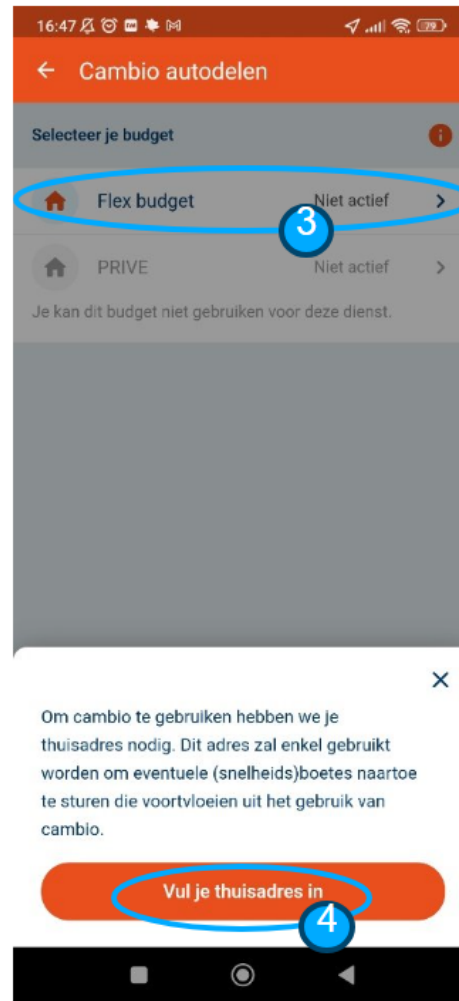 16:47
79
Cambio autodelen
Selecteer je budget
Flex budget Niet actief
3
PRIVE Niet actief
Je kan dit budget niet gebruiken voor deze dienst.
Om cambio te gebruiken hebben we je
thuisadres nodig. Dit adres zal enkel gebruikt
worden om eventuele (snelheids)boetes naartoe
te sturen die voortvloeien uit het gebruik van
cambio.
Vul je thuisadres in
4